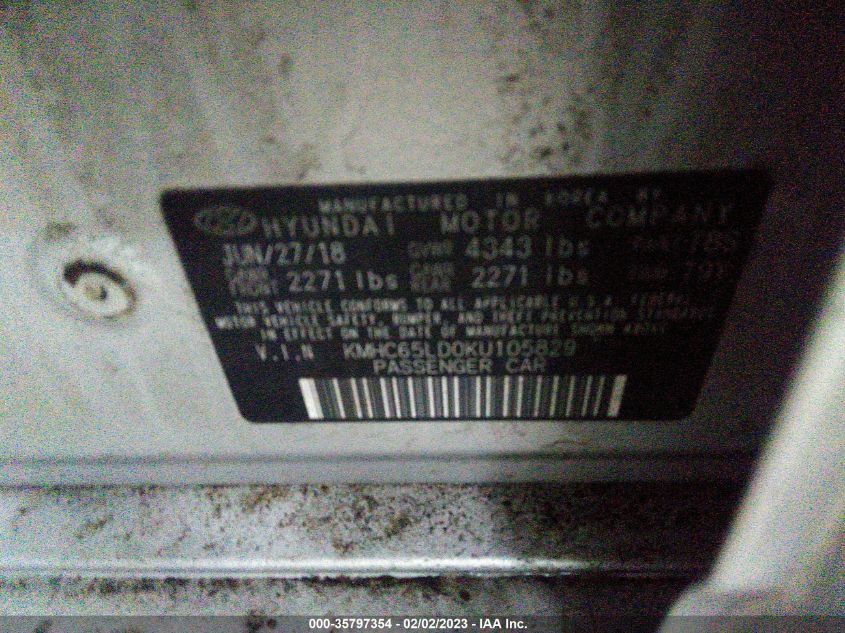 MANUFACTURED IN KOREA BY
HYUNDAI MOTOR COMPANY
JUN/27/18 GVWR 4343 lbs
GAWR FRONT 2271 lbs GAWR REAR 2271 lbs
THIS VEHICLE CONFORMS TO ALL APPLICABLE U.S.A. FEDERAL
MOTOR VEHICLE SAFETY, BUMPER, AND THEFT PREVENTION STANDARDS
IN EFFECT ON THE DATE OF MANUFACTURE SHOWN ABOVE
V.I.N KMHC65LD0KU105829
PASSENGER CAR
000-35797354 - 02/02/2023 - IAA Inc.